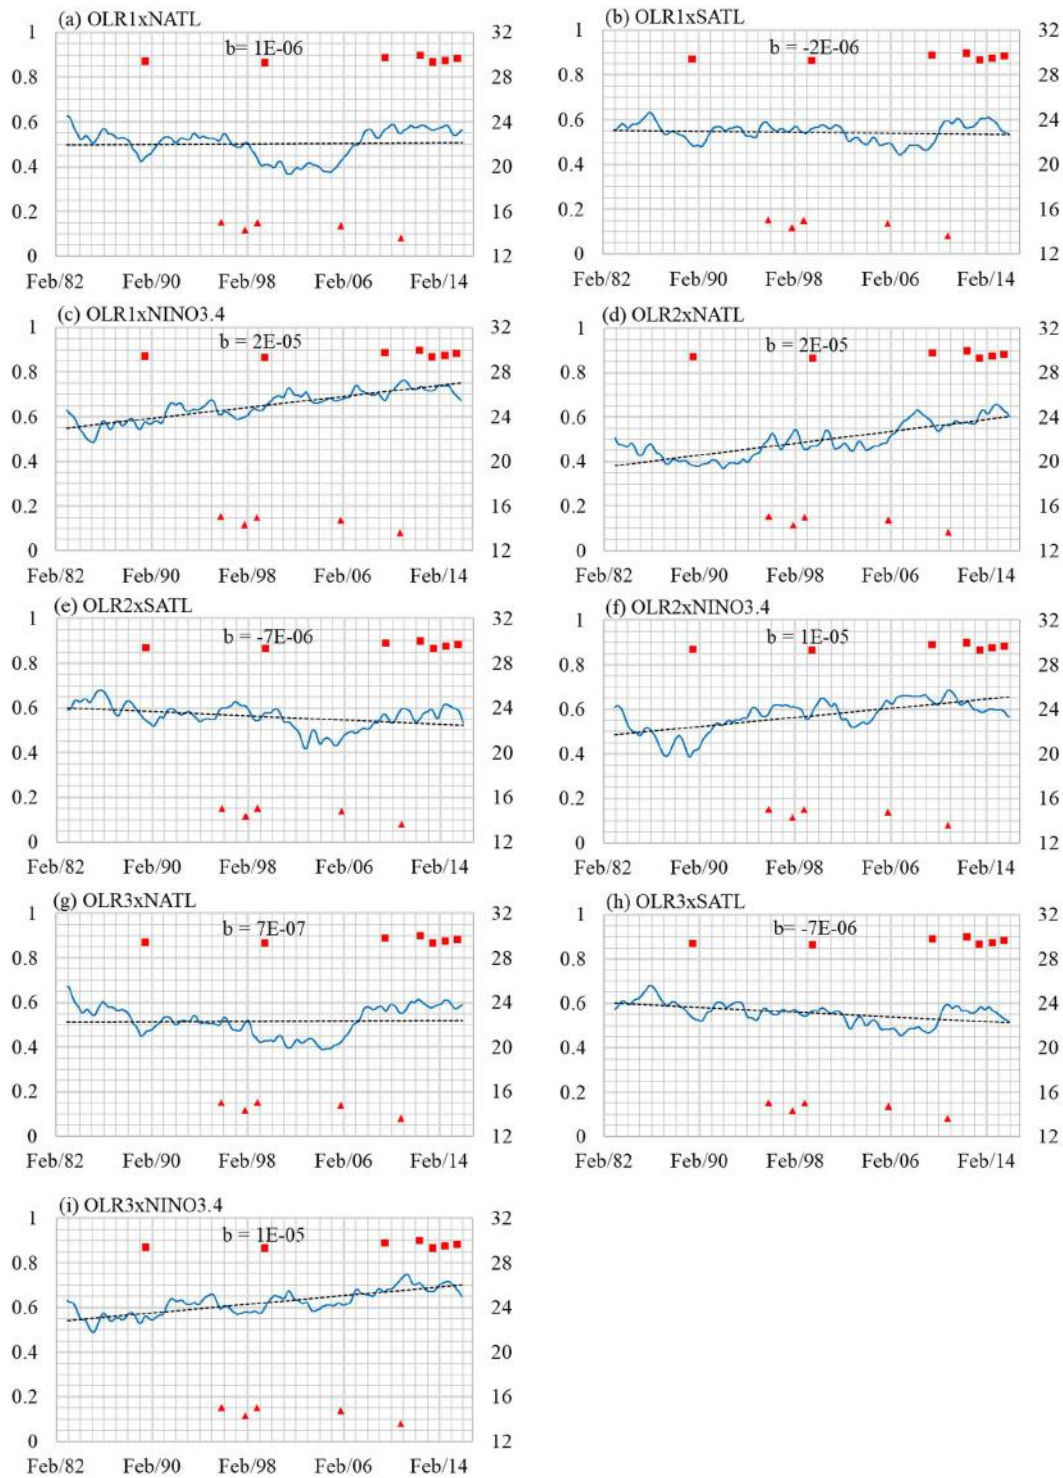 (a) OLR1xNATL
b= 1E-06
1 0.8 0.6 0.4 0.2 0
32 28 24 20 16 12
Feb/82 Feb/90 Feb/98 Feb/06 Feb/14
(b) OLR1xSATL
b = -2E-06
1 0.8 0.6 0.4 0.2 0
32 28 24 20 16 12
Feb/82 Feb/90 Feb/98 Feb/06 Feb/14
(c) OLR1xNINO3.4
b = 2E-05
1 0.8 0.6 0.4 0.2 0
32 28 24 20 16 12
Feb/82 Feb/90 Feb/98 Feb/06 Feb/14
(d) OLR2xNATL
b = 2E-05
1 0.8 0.6 0.4 0.2 0
32 28 24 20 16 12
Feb/82 Feb/90 Feb/98 Feb/06 Feb/14
(e) OLR2xSATL
b = -7E-06
1 0.8 0.6 0.4 0.2 0
32 28 24 20 16 12
Feb/82 Feb/90 Feb/98 Feb/06 Feb/14
(f) OLR2xNINO3.4
b = 1E-05
1 0.8 0.6 0.4 0.2 0
32 28 24 20 16 12
Feb/82 Feb/90 Feb/98 Feb/06 Feb/14
(g) OLR3xNATL
b = 7E-07
1 0.8 0.6 0.4 0.2 0
32 28 24 20 16 12
Feb/82 Feb/90 Feb/98 Feb/06 Feb/14
(h) OLR3xSATL
b= -7E-06
1 0.8 0.6 0.4 0.2 0
32 28 24 20 16 12
Feb/82 Feb/90 Feb/98 Feb/06 Feb/14
(i) OLR3xNINO3.4
b = 1E-05
1 0.8 0.6 0.4 0.2 0
32 28 24 20 16 12
Feb/82 Feb/90 Feb/98 Feb/06 Feb/14